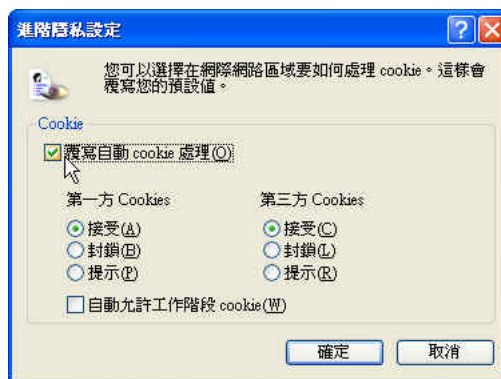 進階隱私設定
您可以選擇在網際網路區域要如何處理 cookie。這樣會
覆寫您的預設值。
Cookie
覆寫自動 cookie 處理(O)
第一方 Cookies
第三方 Cookies
接受(A)
接受(C)
封鎖(B)
封鎖(L)
提示(P)
提示(R)
自動允許工作階段 cookie(W)
確定
取消